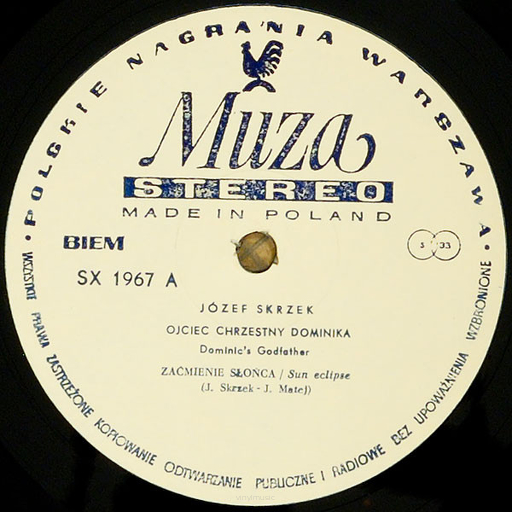 • POLSKIE NAGRANIA WARSZAWA •
Muza
STEREO
MADE IN POLAND
BIEM
S 33
SX 1967 A
JÓZEF SKRZEK
OJCIEC CHRZESTNY DOMINIKA
Dominic's Godfather
ZAĆMIENIE SŁOŃCA / Sun eclipse
(J. Skrzek - J. Matej)
WSZYSTKIE PRAWA ZASTRZEŻONE KOPIOWANIE ODTWARZANIE PUBLICZNE I RADIOWE BEZ UPOWAŻNIENIA WZBRONIONE